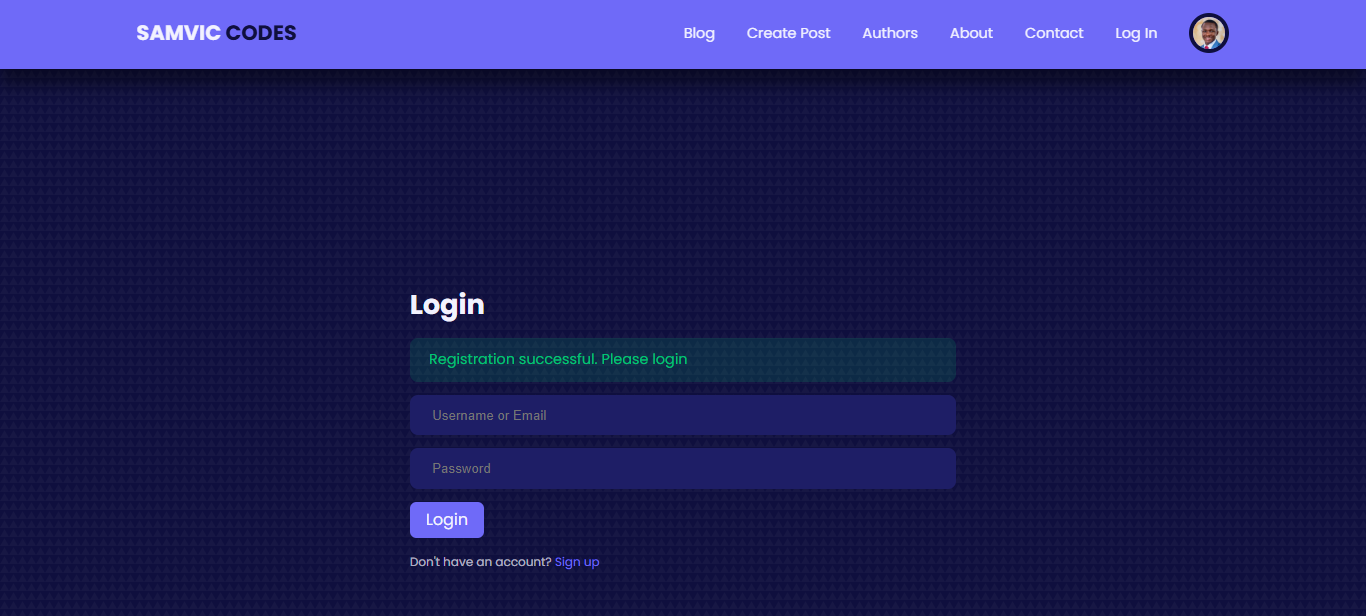 SAMVIC CODES
Blog Create Post Authors About Contact Log In
Login
Registration successful. Please login
Username or Email
Password
Login
Don't have an account? Sign up